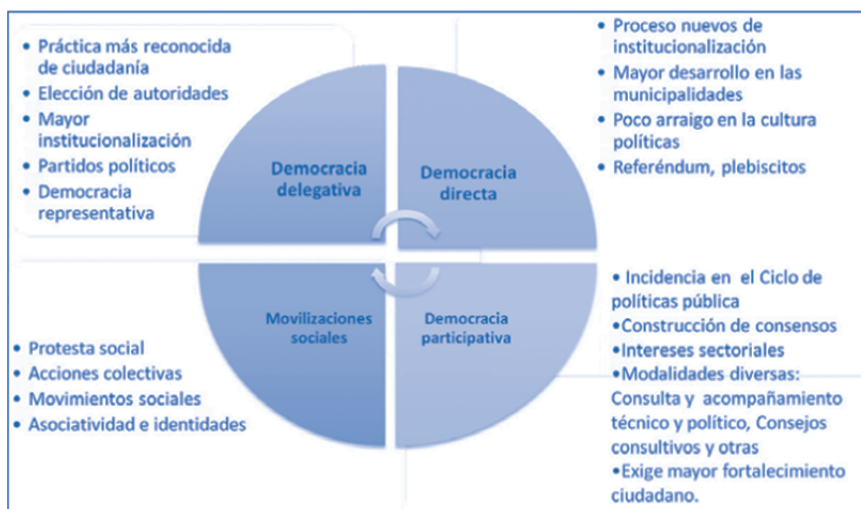 • Práctica más reconocida
de ciudadanía
• Elección de autoridades
• Mayor
institucionalización
• Partidos políticos
• Democracia
representativa
Democracia
delegativa
• Proceso nuevos de
institucionalización
• Mayor desarrollo en las
municipalidades
• Poco arraigo en la cultura
políticas
• Referéndum, plebiscitos
Democracia
directa
Movilizaciones
sociales
• Protesta social
• Acciones colectivas
• Movimientos sociales
• Asociatividad e identidades
Democracia
participativa
• Incidencia en el Ciclo de
políticas pública
•Construcción de consensos
•Intereses sectoriales
•Modalidades diversas:
Consulta y acompañamiento
técnico y político, Consejos
consultivos y otras
•Exige mayor fortalecimiento
ciudadano.